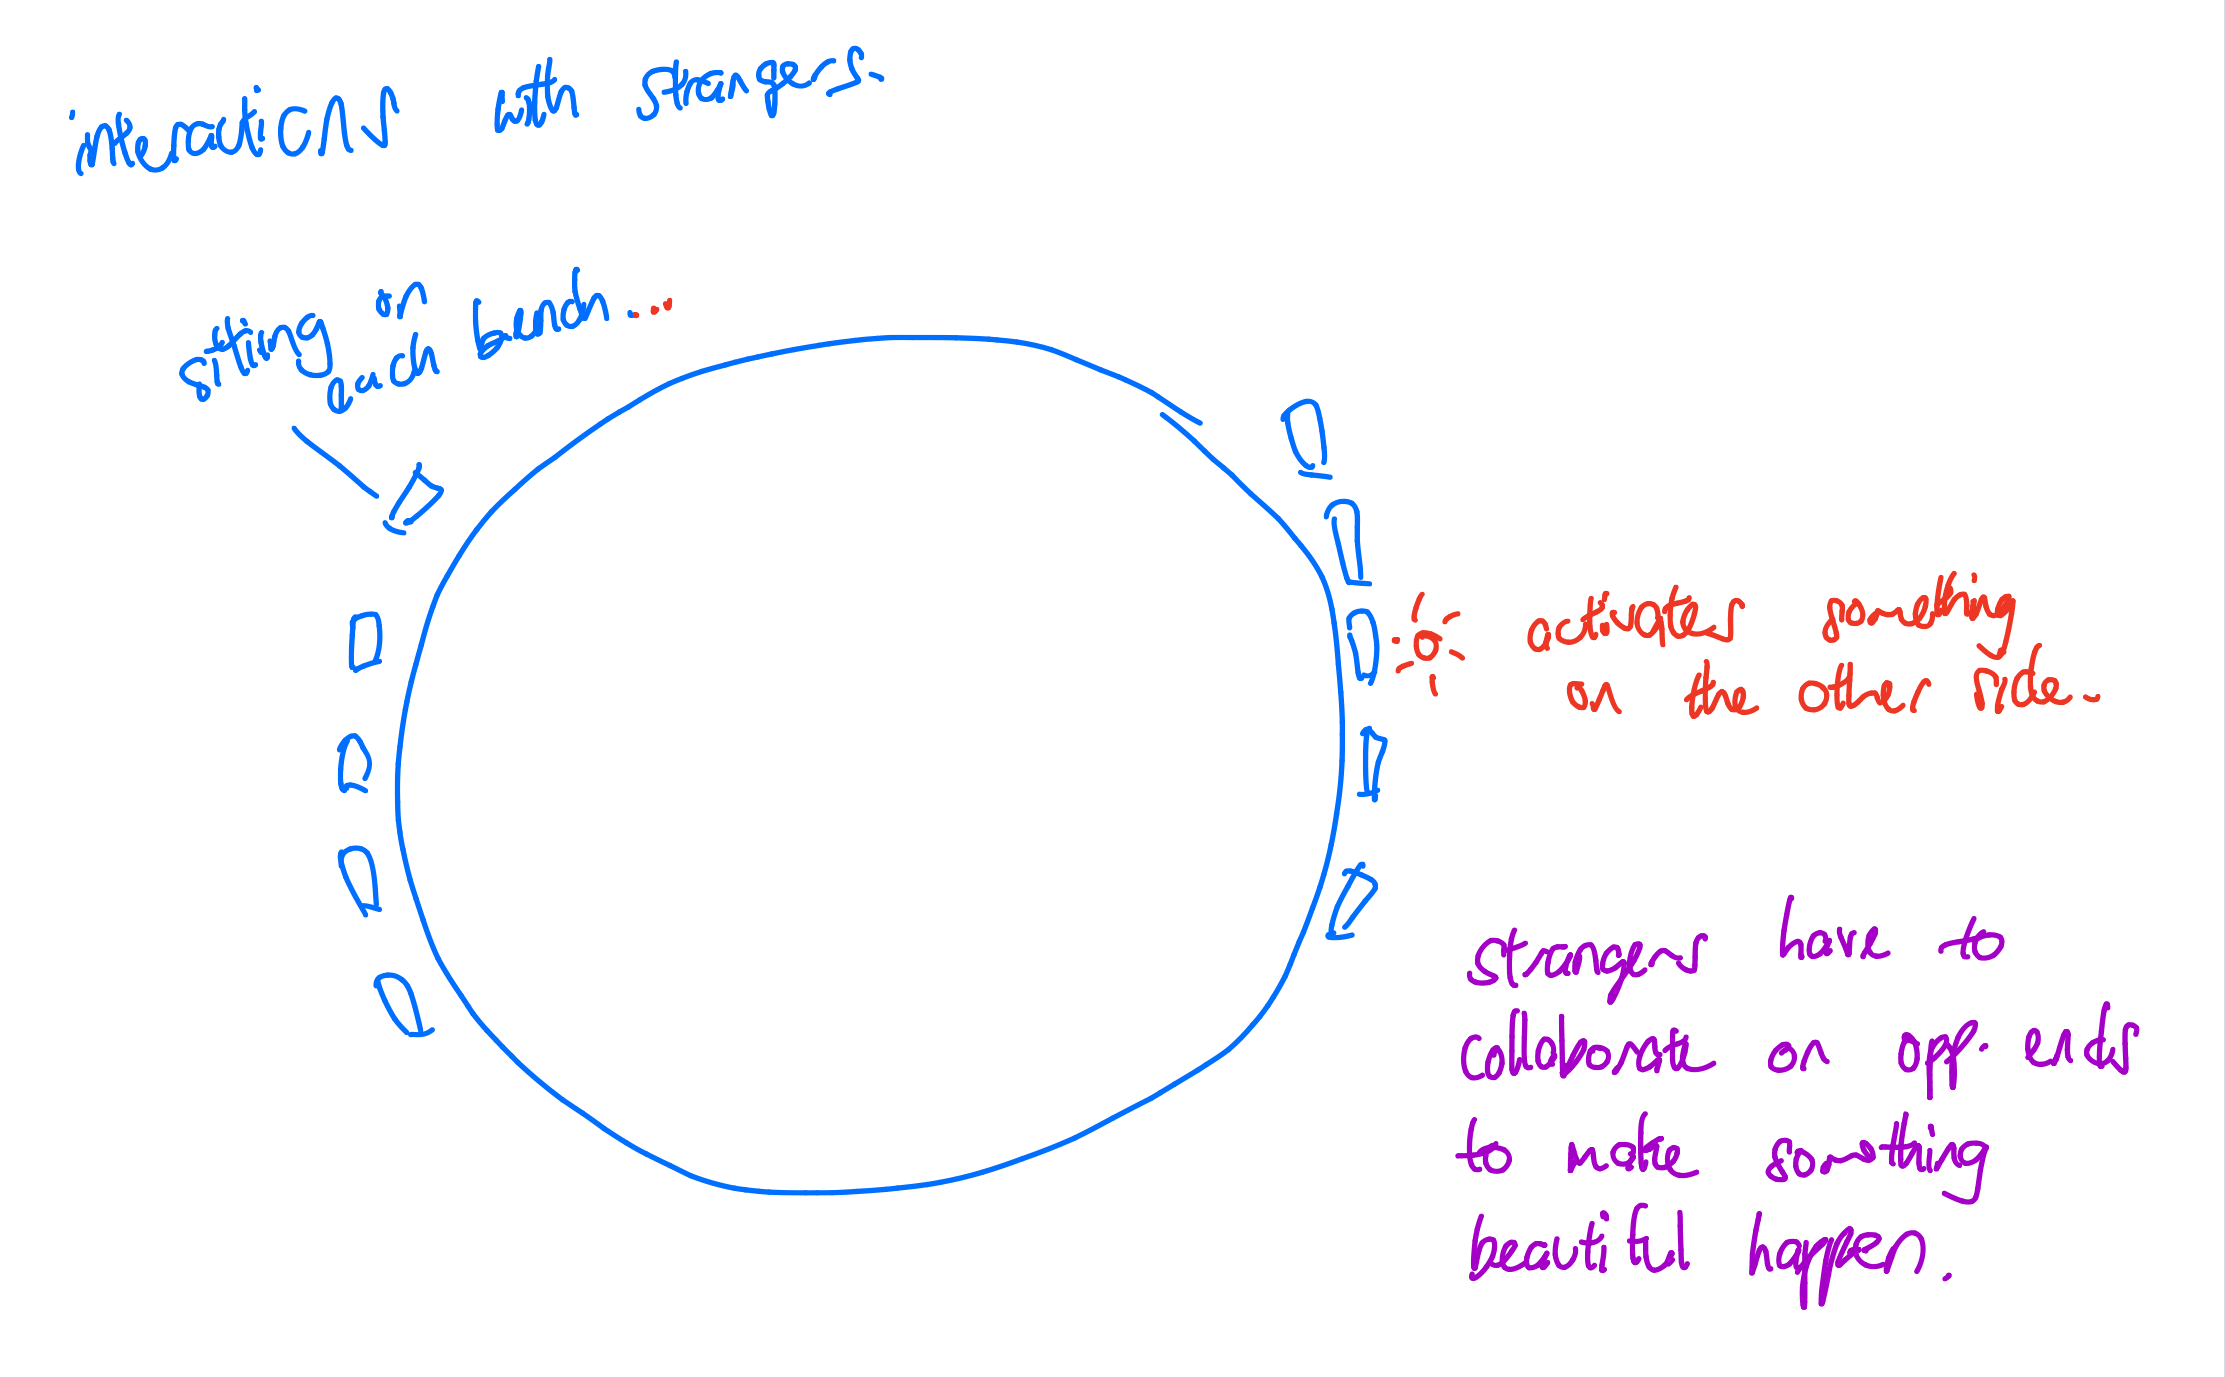 interactions with strangers.
sitting on
each bench...
activates something
on the other side.
strangers have to
collaborate on opp. ends
to make something
beautiful happen.